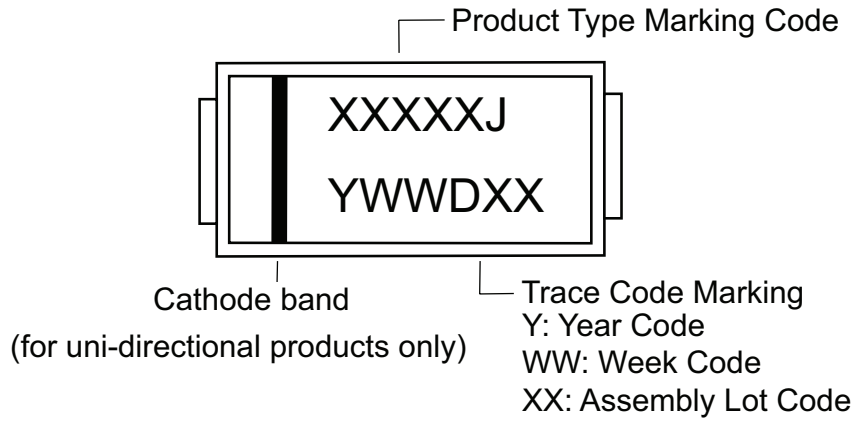 Product Type Marking Code
XXXXXJ
YWWDXX
Cathode band
(for uni-directional products only)
Trace Code Marking
Y: Year Code
WW: Week Code
XX: Assembly Lot Code